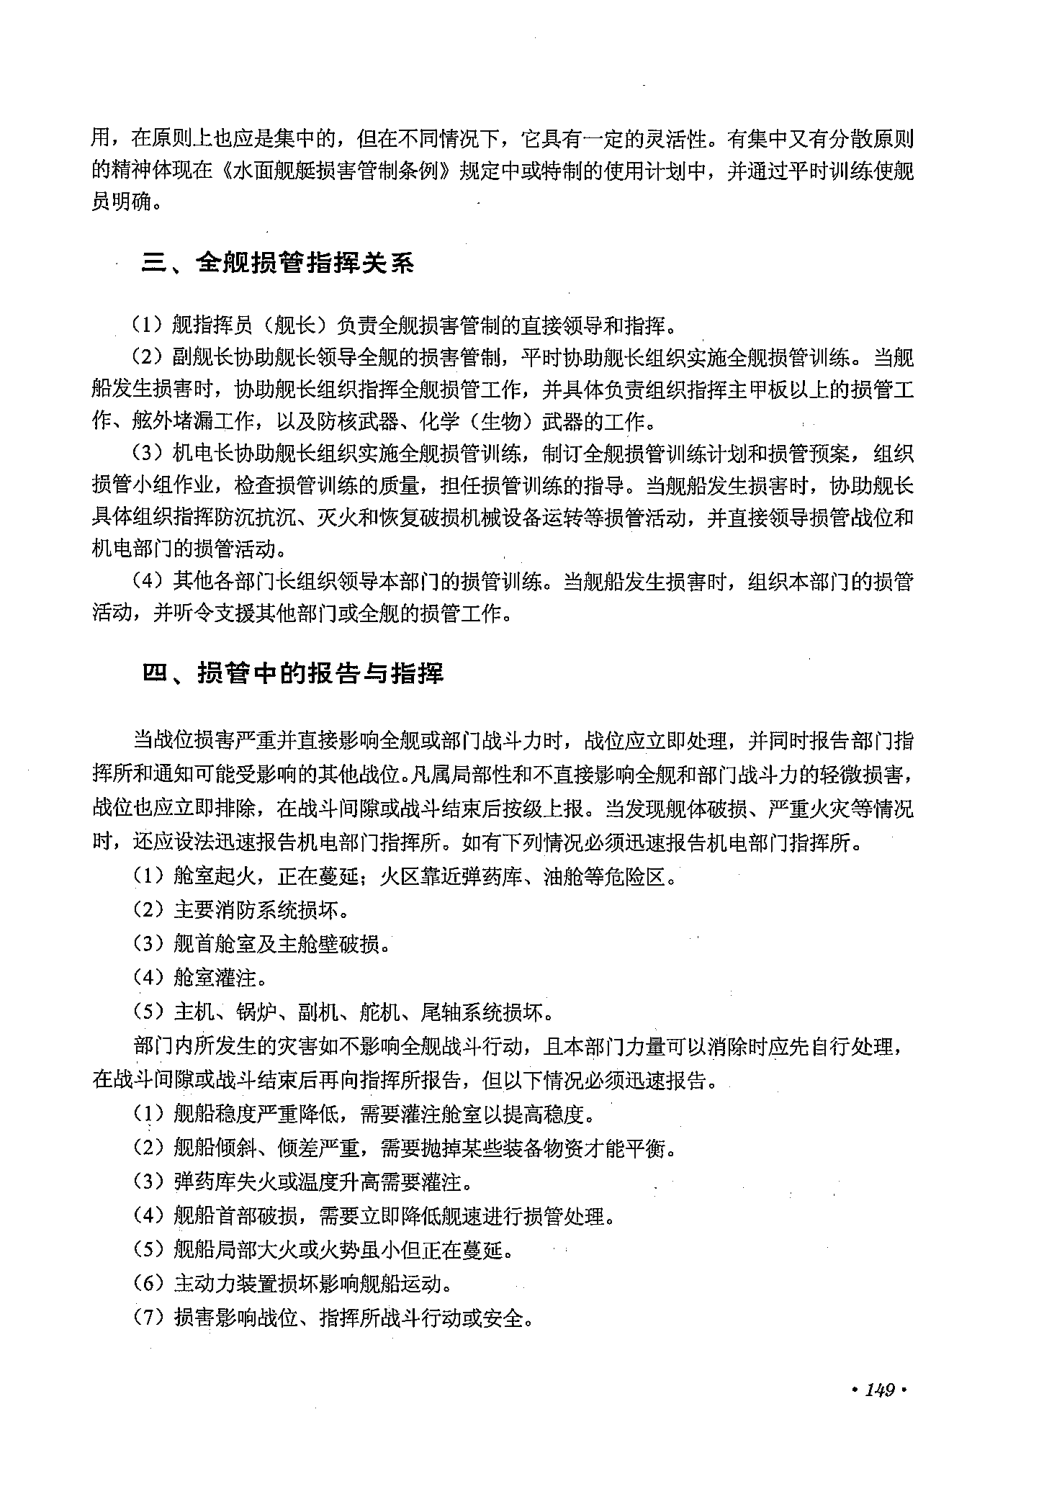 用，在原则上也应是集中的，但在不同情况下，它具有一定的灵活性。有集中又有分散原则
的精神体现在《水面舰艇损害管制条例》规定中或特制的使用计划中，并通过平时训练使舰
员明确。
三、全舰损管指挥关系
（1）舰指挥员（舰长）负责全舰损害管制的直接领导和指挥。
（2）副舰长协助舰长领导全舰的损害管制，平时协助舰长组织实施全舰损管训练。当舰
船发生损害时，协助舰长组织指挥全舰损管工作，并具体负责组织指挥主甲板以上的损管工
作、舷外堵漏工作，以及防核武器、化学（生物）武器的工作。
（3）机电长协助舰长组织实施全舰损管训练，制订全舰损管训练计划和损管预案，组织
损管小组作业，检查损管训练的质量，担任损管训练的指导。当舰船发生损害时，协助舰长
具体组织指挥防沉抗沉、灭火和恢复破损机械设备运转等损管活动，并直接领导损管战位和
机电部门的损管活动。
（4）其他各部门长组织领导本部门的损管训练。当舰船发生损害时，组织本部门的损管
活动，并听令支援其他部门或全舰的损管工作。
四、损管中的报告与指挥
当战位损害严重并直接影响全舰或部门战斗力时，战位应立即处理，并同时报告部门指
挥所和通知可能受影响的其他战位。凡属局部性和不直接影响全舰和部门战斗力的轻微损害，
战位也应立即排除，在战斗间隙或战斗结束后按级上报。当发现舰体破损、严重火灾等情况
时，还应设法迅速报告机电部门指挥所。如有下列情况必须迅速报告机电部门指挥所。
（1）舱室起火，正在蔓延；火区靠近弹药库、油舱等危险区。
（2）主要消防系统损坏。
（3）舰首舱室及主舱壁破损。
（4）舱室灌注。
（5）主机、锅炉、副机、舵机、尾轴系统损坏。
部门内所发生的灾害如不影响全舰战斗行动，且本部门力量可以消除时应先自行处理，
在战斗间隙或战斗结束后再向指挥所报告，但以下情况必须迅速报告。
（1）舰船稳度严重降低，需要灌注舱室以提高稳度。
（2）舰船倾斜、倾差严重，需要抛掉某些装备物资才能平衡。
（3）弹药库失火或温度升高需要灌注。
（4）舰船首部破损，需要立即降低舰速进行损管处理。
（5）舰船局部大火或火势虽小但正在蔓延。
（6）主动力装置损坏影响舰船运动。
（7）损害影响战位、指挥所战斗行动或安全。
·149·